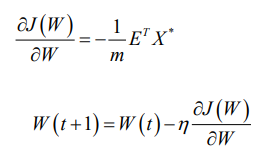 ∂J(W)/∂W = -1/m E^T X^*
W(t+1) = W(t) - η ∂J(W)/∂W